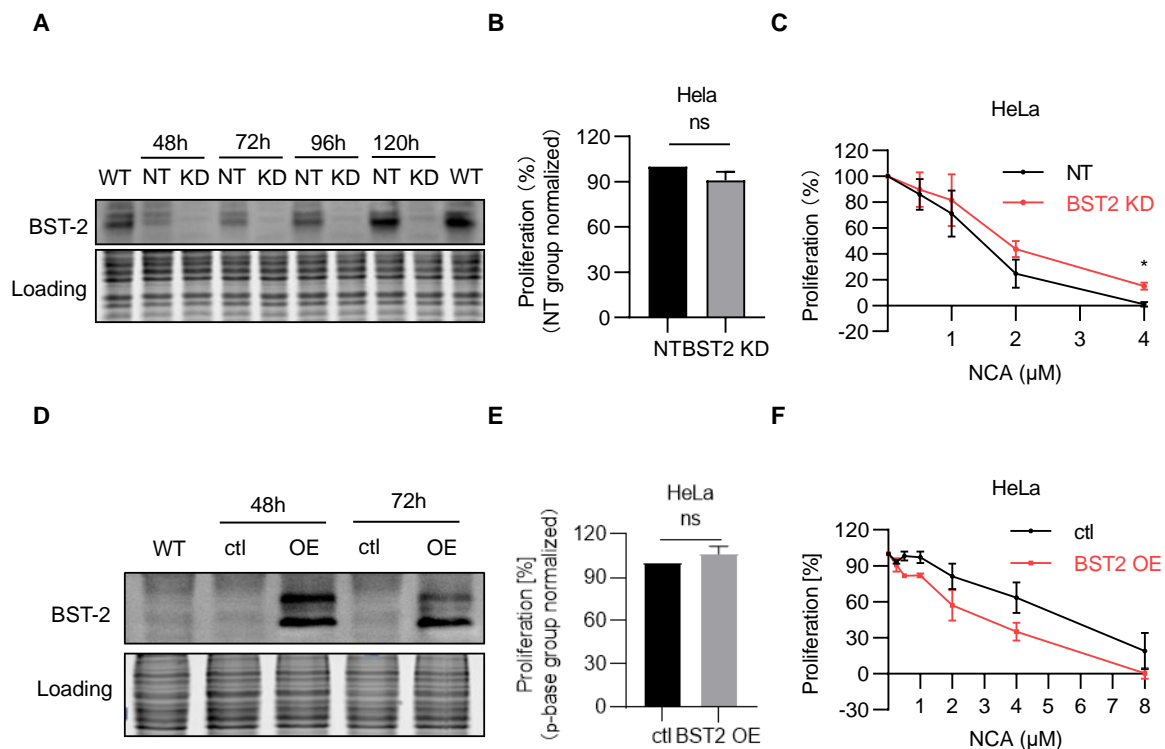 A
B
C
48h 72h 96h 120h
WT NT KD NT KD NT KD NT KD WT
BST-2
Loading
Hela
ns
Proliferation (%)
(NT group normalized)
120
90
60
30
0
NTBST2 KD
HeLa
NT
BST2 KD
Proliferation (%)
120
100
80
60
40
20
0
-20
*
1 2 3 4
NCA (µM)
D
E
F
48h 72h
WT ctl OE ctl OE
BST-2
Loading
HeLa
ns
Proliferation [%]
(p-base group normalized)
120
90
60
30
0
ctl BST2 OE
HeLa
ctl
BST2 OE
Proliferation [%]
120
90
60
30
0
-30
1 2 3 4 5 6 7 8
NCA (µM)